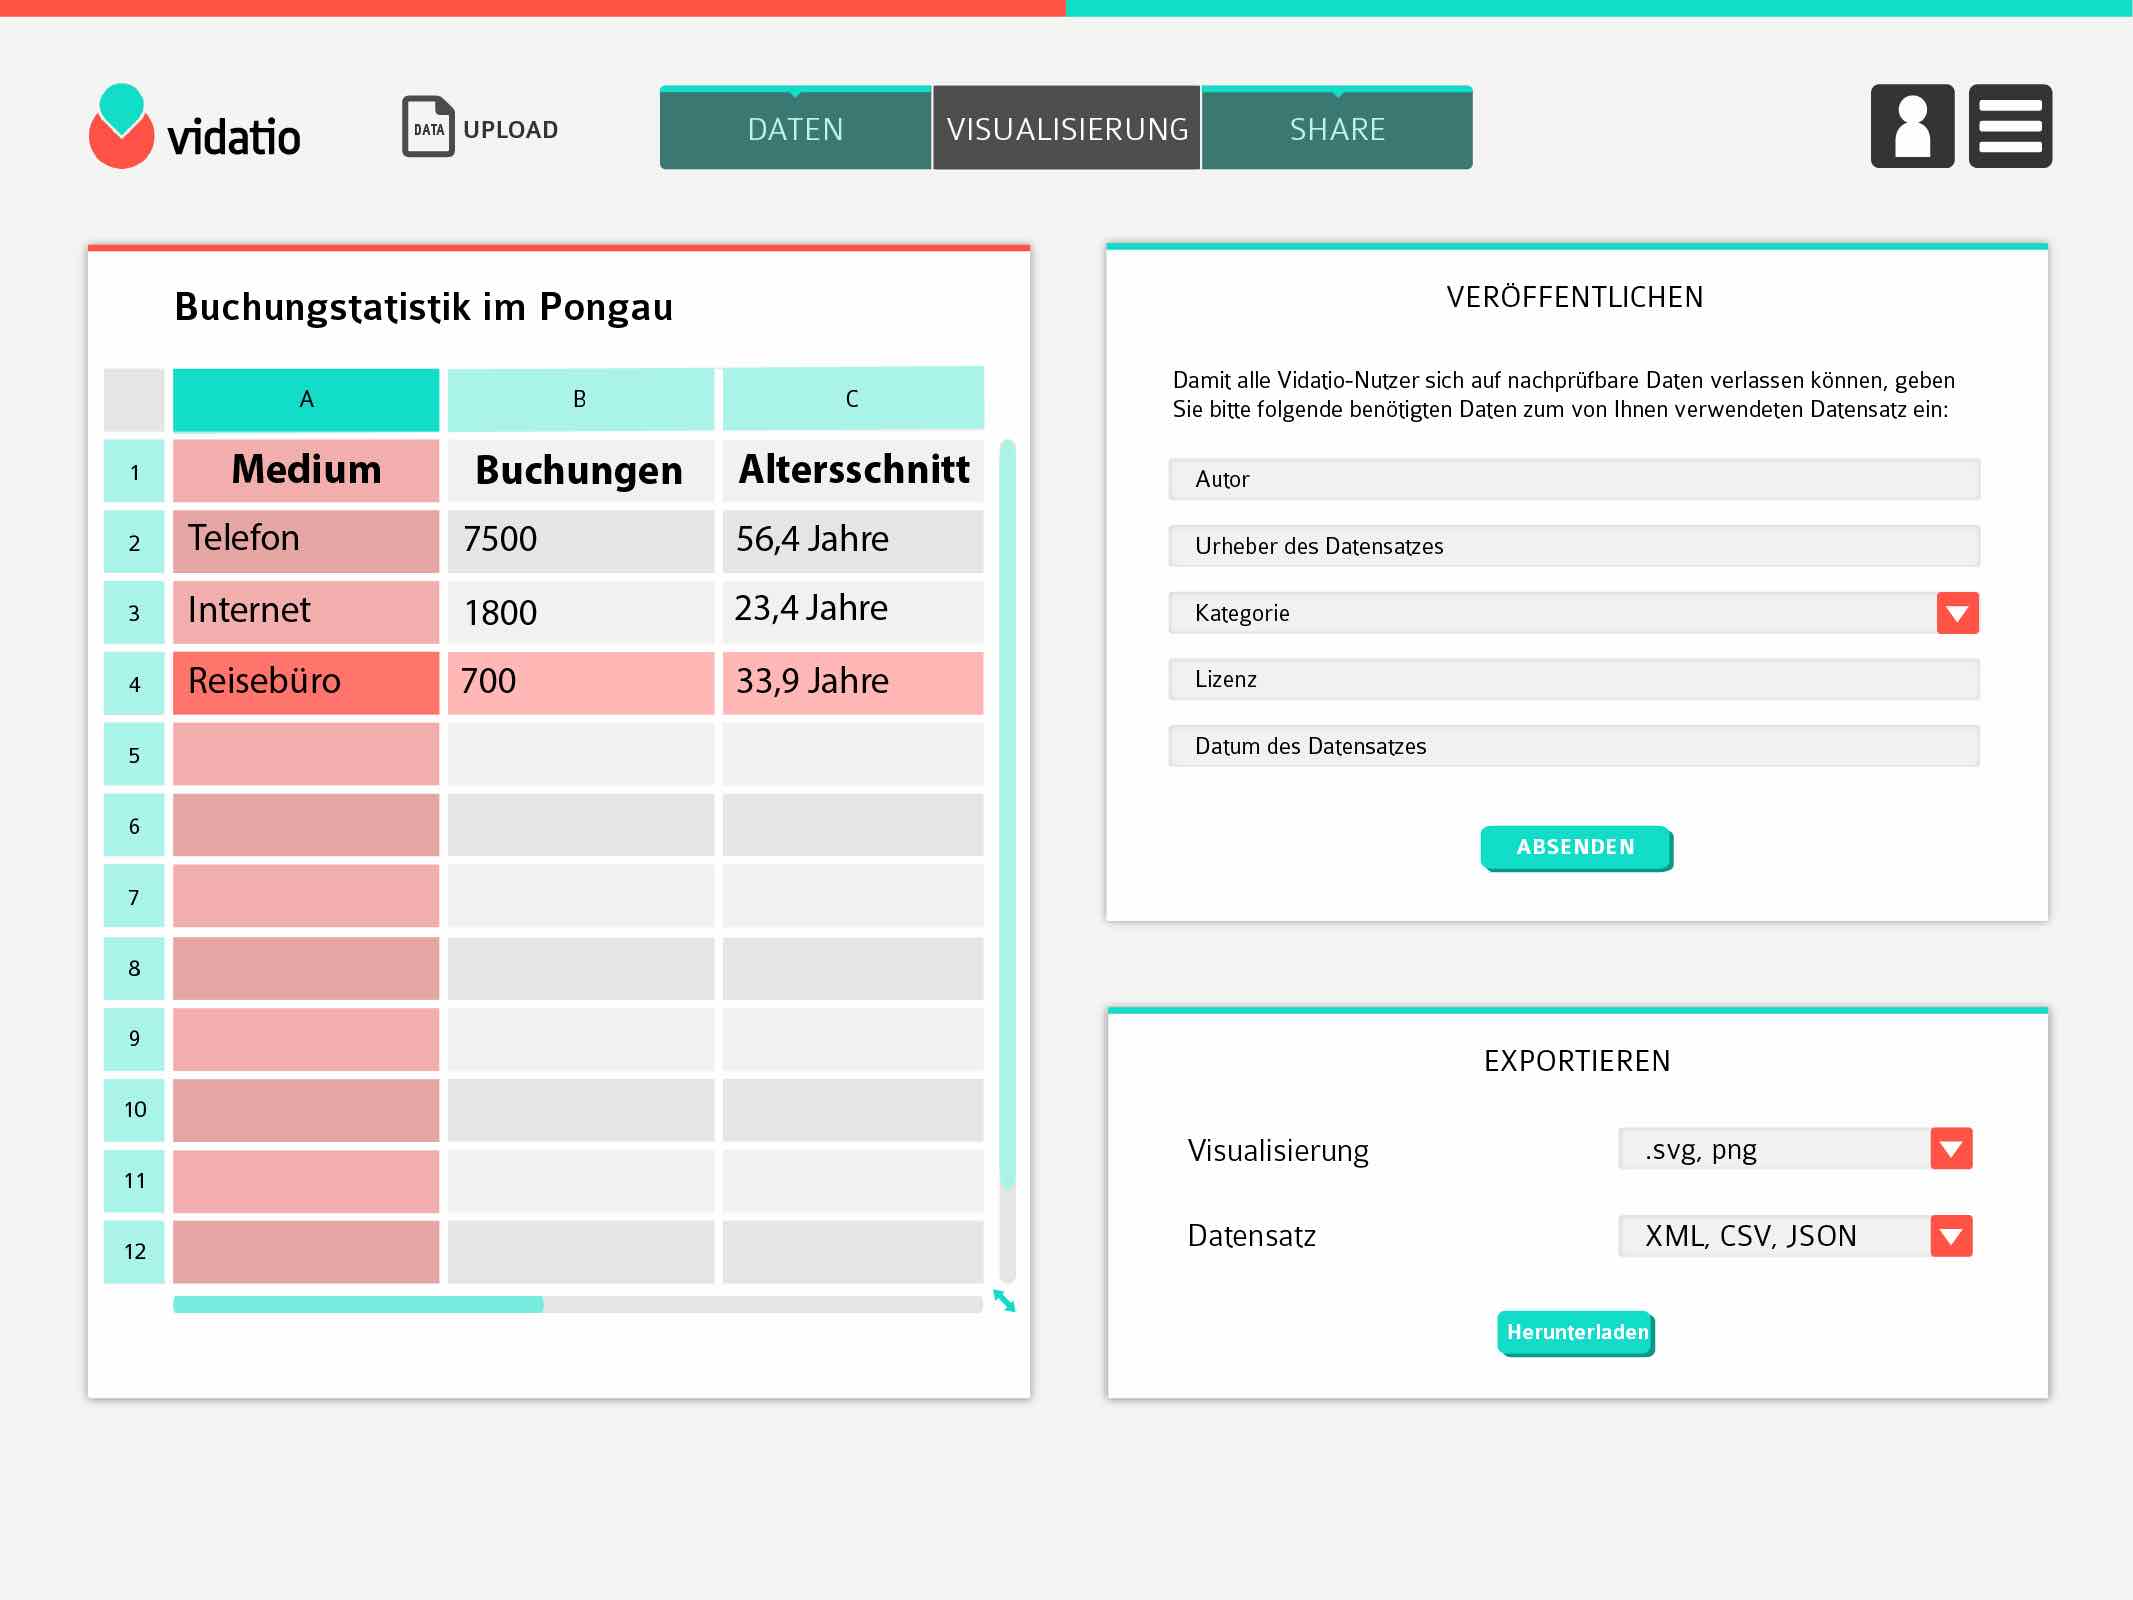 vidatio
DATA UPLOAD
DATEN
VISUALISIERUNG
SHARE
Buchungstatistik im Pongau
A B C
1 Medium Buchungen Altersschnitt
2 Telefon 7500 56,4 Jahre
3 Internet 1800 23,4 Jahre
4 Reisebüro 700 33,9 Jahre
5
6
7
8
9
10
11
12
VERÖFFENTLICHEN
Damit alle Vidatio-Nutzer sich auf nachprüfbare Daten verlassen können, geben
Sie bitte folgende benötigten Daten zum von Ihnen verwendeten Datensatz ein:
Autor
Urheber des Datensatzes
Kategorie
Lizenz
Datum des Datensatzes
ABSENDEN
EXPORTIEREN
Visualisierung .svg, png
Datensatz XML, CSV, JSON
Herunterladen